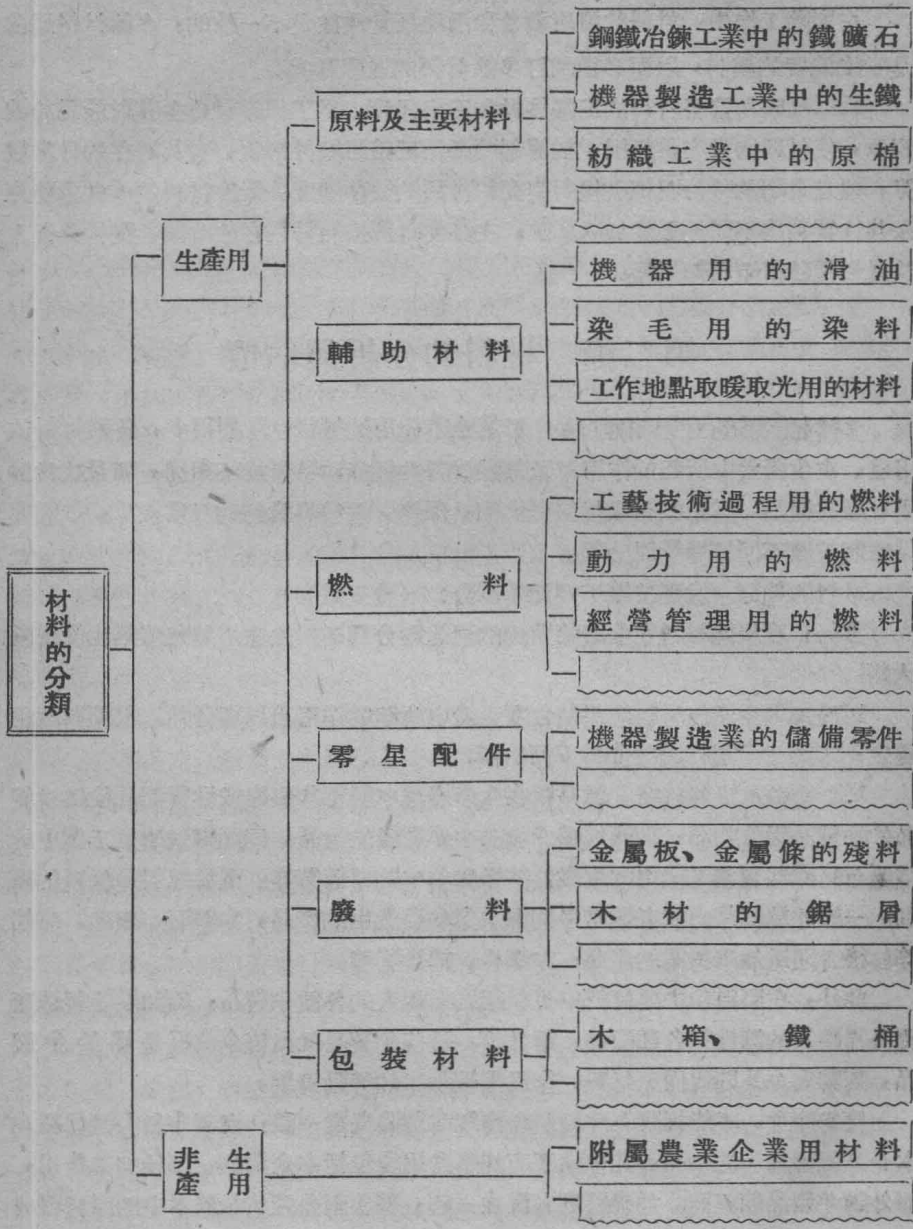 材料的分類
生產用
原料及主要材料
鋼鐵冶鍊工業中的鐵礦石
機器製造工業中的生鐵
紡織工業中的原棉
輔助材料
機器用的滑油
染毛用的染料
工作地點取暖取光用的材料
燃料
工藝技術過程用的燃料
動力用的燃料
經營管理用的燃料
零星配件
機器製造業的儲備零件
廢料
金屬板、金屬條的殘料
木材的鋸屑
包裝材料
木箱、鐵桶
非生產用
附屬農業企業用材料